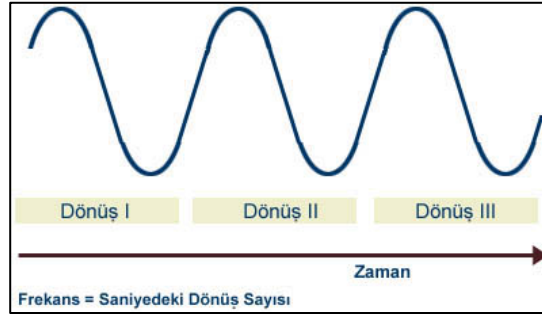 Dönüş I Dönüş II Dönüş III
Zaman
Frekans = Saniyedeki Dönüş Sayısı